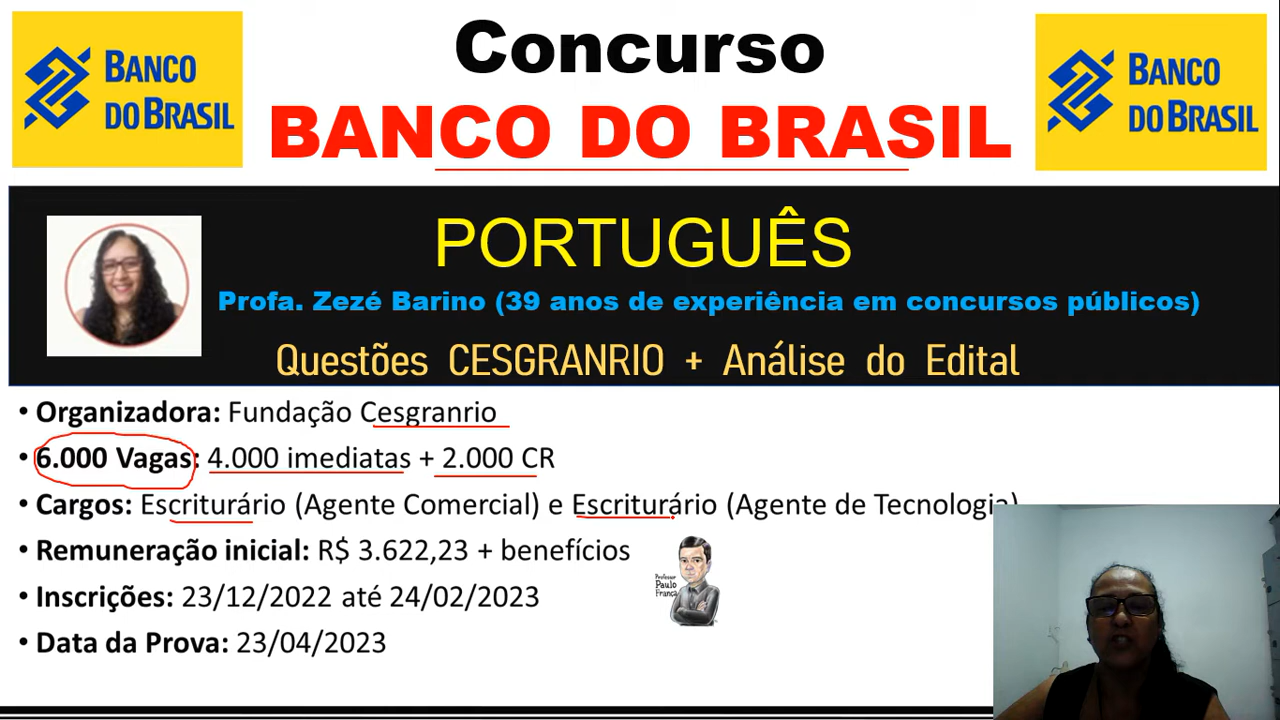 Concurso
BANCO DO BRASIL
BANCO
DO BRASIL
BANCO
DO BRASIL
PORTUGUÊS
Profa. Zezé Barino (39 anos de experiência em concursos públicos)
Questões CESGRANRIO + Análise do Edital
• Organizadora: Fundação Cesgranrio
• 6.000 Vagas: 4.000 imediatas + 2.000 CR
• Cargos: Escriturário (Agente Comercial) e Escriturário (Agente de Tecnologia)
• Remuneração inicial: R$ 3.622,23 + benefícios
Professor
Paulo
França
• Inscrições: 23/12/2022 até 24/02/2023
• Data da Prova: 23/04/2023